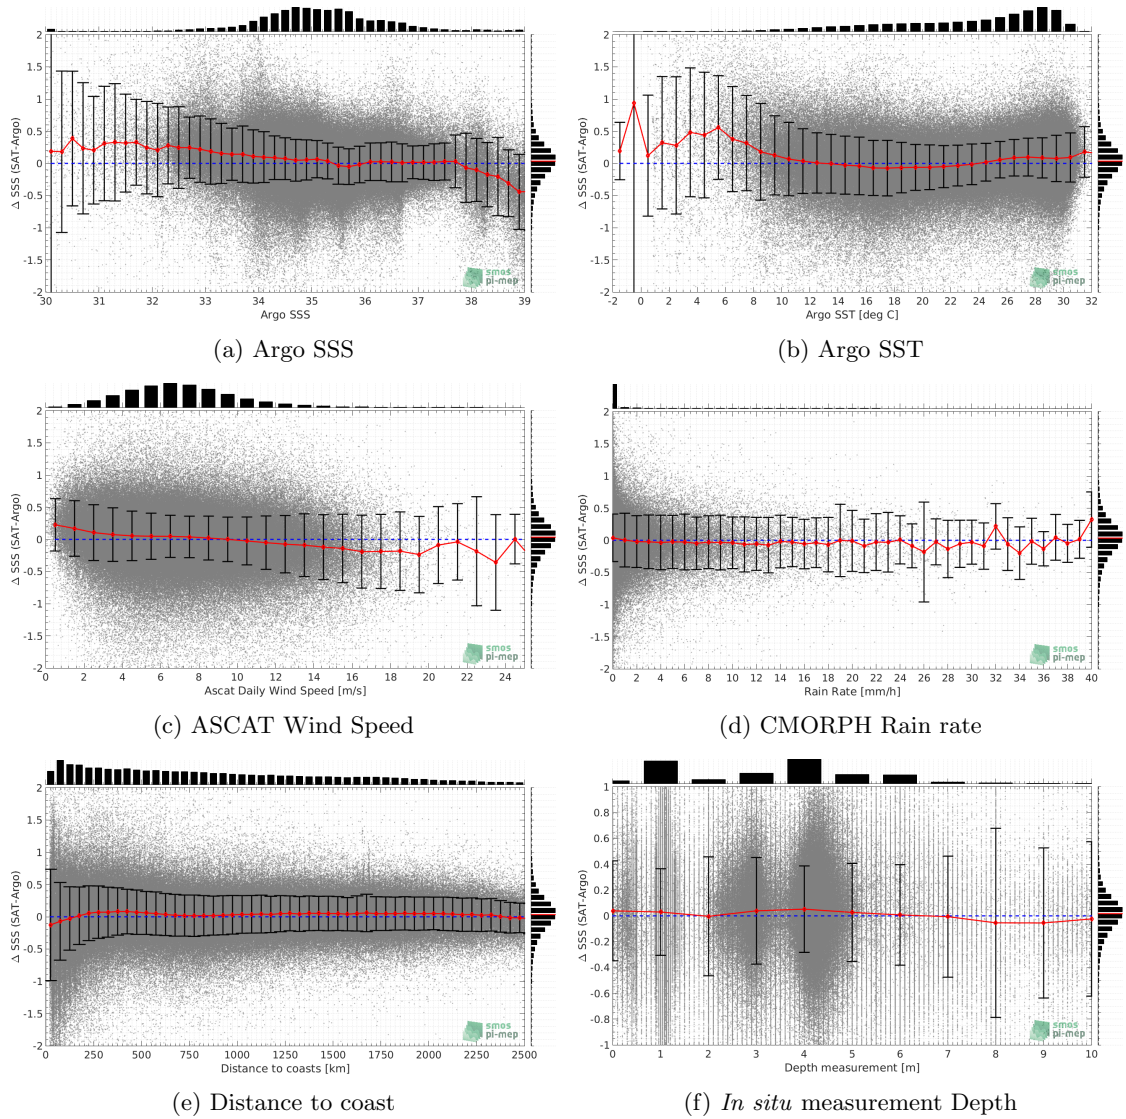 Δ SSS (SAT-Argo)
2
1.5
1
0.5
0
-0.5
-1
-1.5
-2
30 31 32 33 34 35 36 37 38 39
Argo SSS
smos
pi-mep
(a) Argo SSS
Δ SSS (SAT-Argo)
2
1.5
1
0.5
0
-0.5
-1
-1.5
-2
-2 0 2 4 6 8 10 12 14 16 18 20 22 24 26 28 30 32
Argo SST [deg C]
smos
pi-mep
(b) Argo SST
Δ SSS (SAT-Argo)
2
1.5
1
0.5
0
-0.5
-1
-1.5
-2
0 2 4 6 8 10 12 14 16 18 20 22 24
Ascat Daily Wind Speed [m/s]
smos
pi-mep
(c) ASCAT Wind Speed
Δ SSS (SAT-Argo)
2
1.5
1
0.5
0
-0.5
-1
-1.5
-2
0 2 4 6 8 10 12 14 16 18 20 22 24 26 28 30 32 34 36 38 40
Rain Rate [mm/h]
smos
pi-mep
(d) CMORPH Rain rate
Δ SSS (SAT-Argo)
2
1.5
1
0.5
0
-0.5
-1
-1.5
-2
0 250 500 750 1000 1250 1500 1750 2000 2250 2500
Distance to coasts [km]
smos
pi-mep
(e) Distance to coast
Δ SSS (SAT-Argo)
1
0.8
0.6
0.4
0.2
0
-0.2
-0.4
-0.6
-0.8
-1
0 1 2 3 4 5 6 7 8 9 10
Depth measurement [m]
smos
pi-mep
(f) In situ measurement Depth